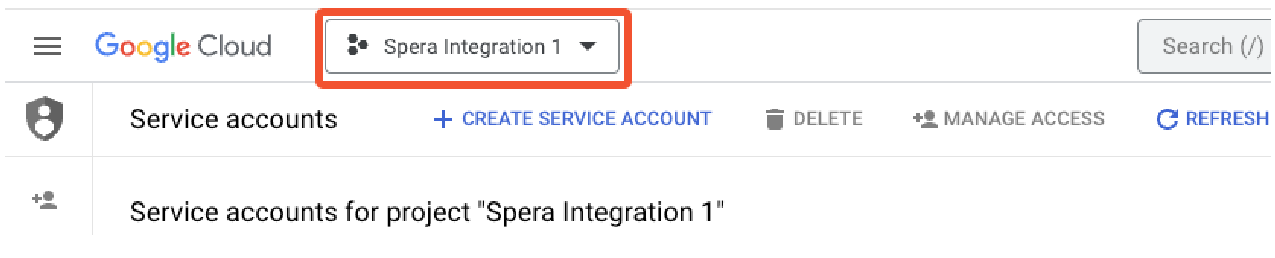 Google Cloud Spera Integration 1 Search (/)
Service accounts + CREATE SERVICE ACCOUNT DELETE MANAGE ACCESS REFRESH
Service accounts for project "Spera Integration 1"